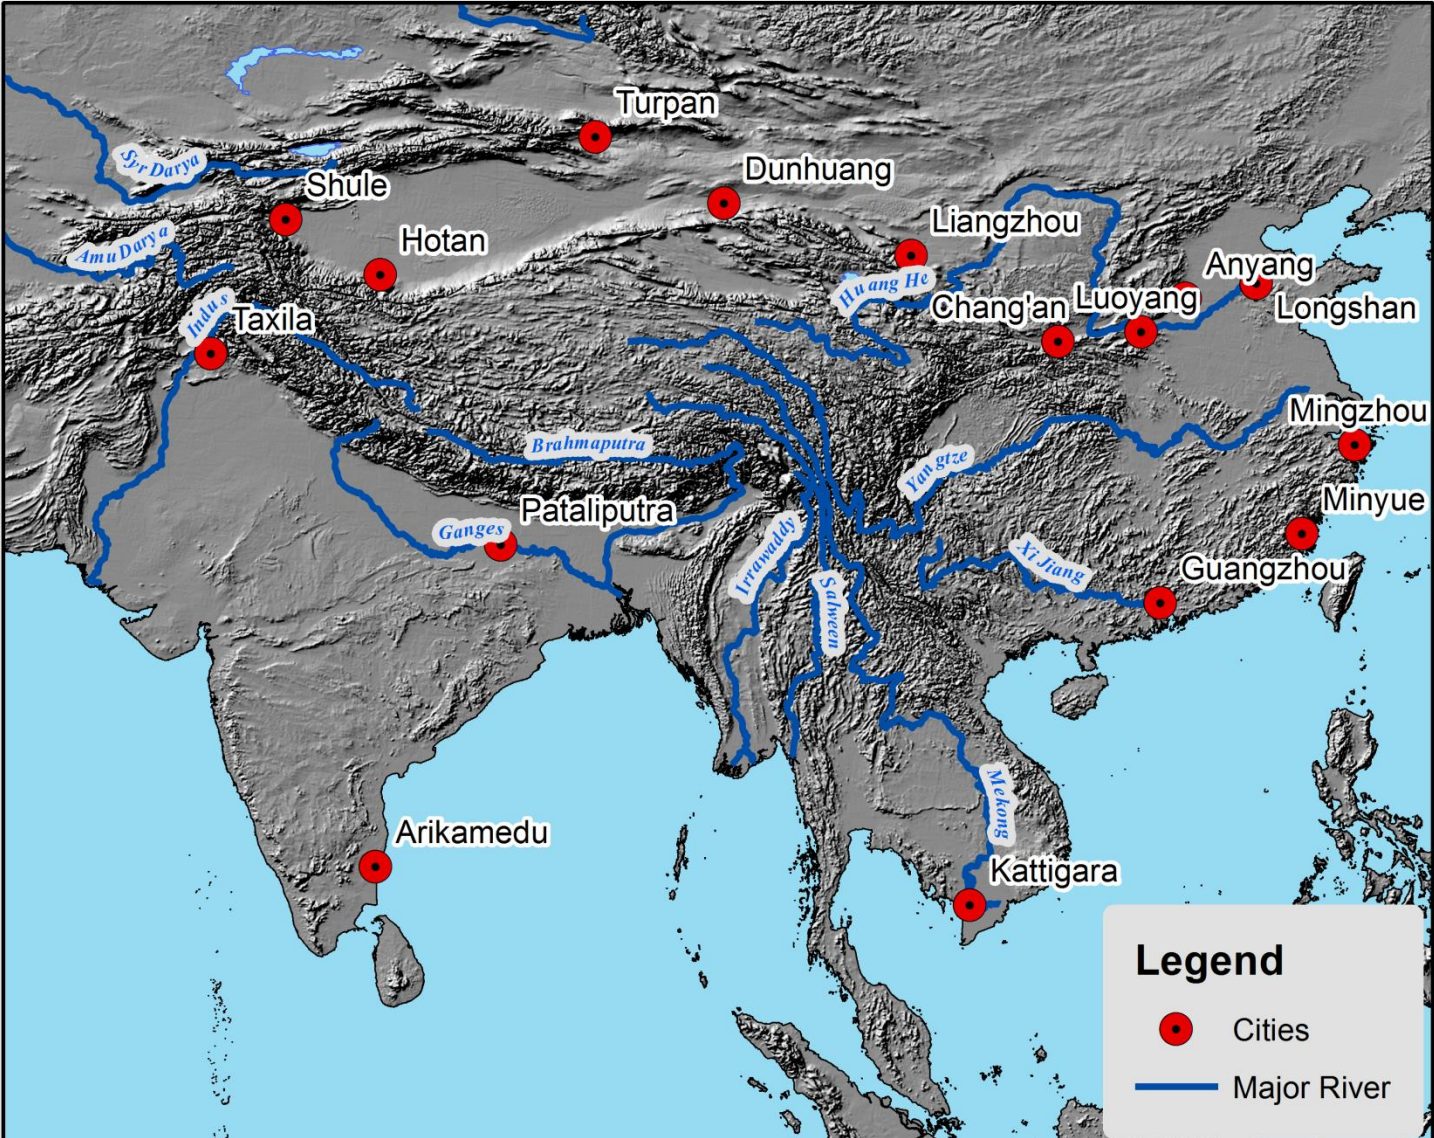 Turpan
Syr Darya
Shule
Dunhuang
Liangzhou
Amu Darya
Hotan
Huang He
Anyang
Indus
Taxila
Chang'an
Luoyang
Longshan
Mingzhou
Brahmaputra
Yangtze
Minyue
Pataliputra
Ganges
Irrawaddy
Xi Jiang
Guangzhou
Salween
Mekong
Arikamedu
Kattigara
Legend
Cities
Major River